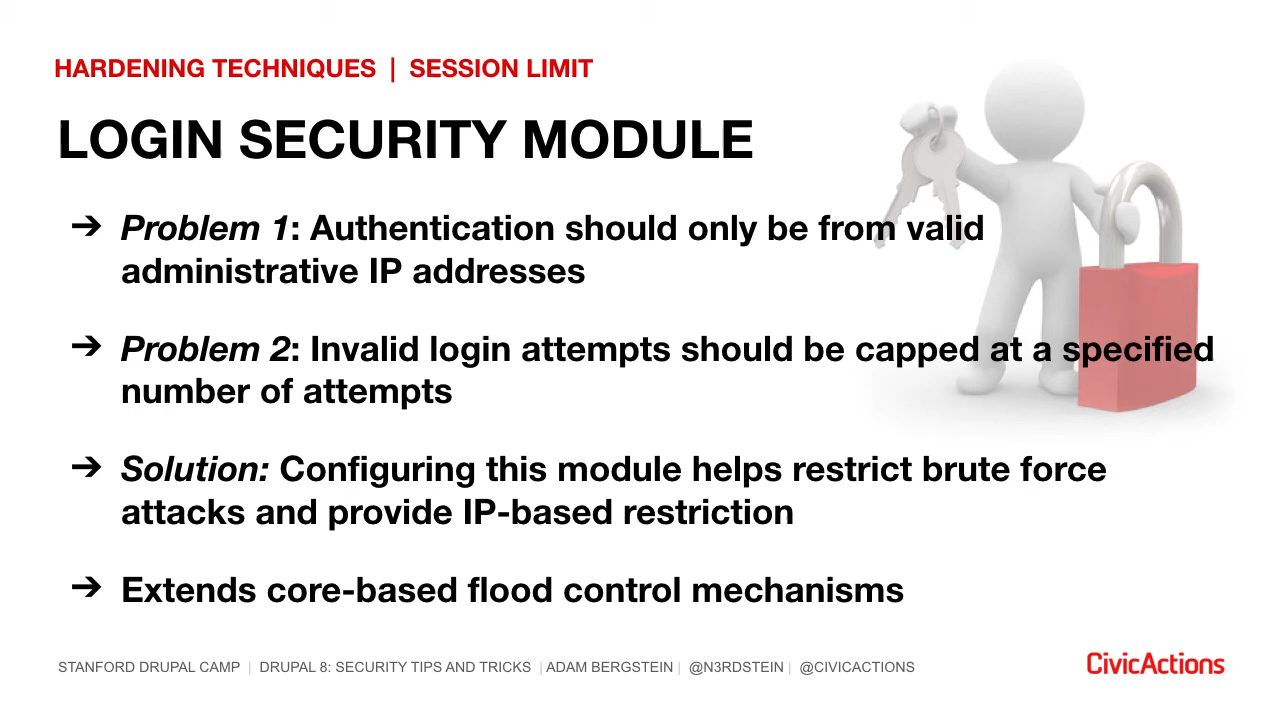 HARDENING TECHNIQUES | SESSION LIMIT
LOGIN SECURITY MODULE
➔ Problem 1: Authentication should only be from valid
administrative IP addresses
➔ Problem 2: Invalid login attempts should be capped at a specified
number of attempts
➔ Solution: Configuring this module helps restrict brute force
attacks and provide IP-based restriction
➔ Extends core-based flood control mechanisms
STANFORD DRUPAL CAMP | DRUPAL 8: SECURITY TIPS AND TRICKS | ADAM BERGSTEIN | @N3RDSTEIN | @CIVICACTIONS
CivicActions